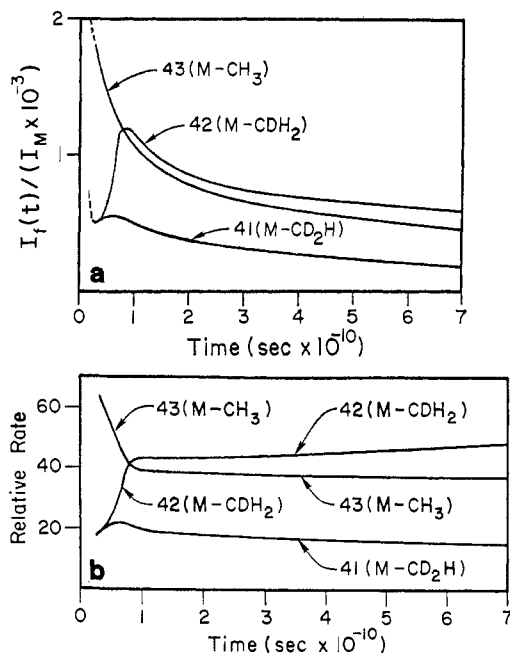 2
43(M-CH₃)
42(M-CDH₂)
1
I_f(t)/(I_M x10⁻³)
41(M-CD₂H)
a
0 1 2 3 4 5 6 7
Time (sec x10⁻¹⁰)
60
43(M-CH₃)
42(M-CDH₂)
40
Relative Rate
42(M-CDH₂)
43(M-CH₃)
20
41(M-CD₂H)
b
0 1 2 3 4 5 6 7
Time (sec x 10⁻¹⁰)